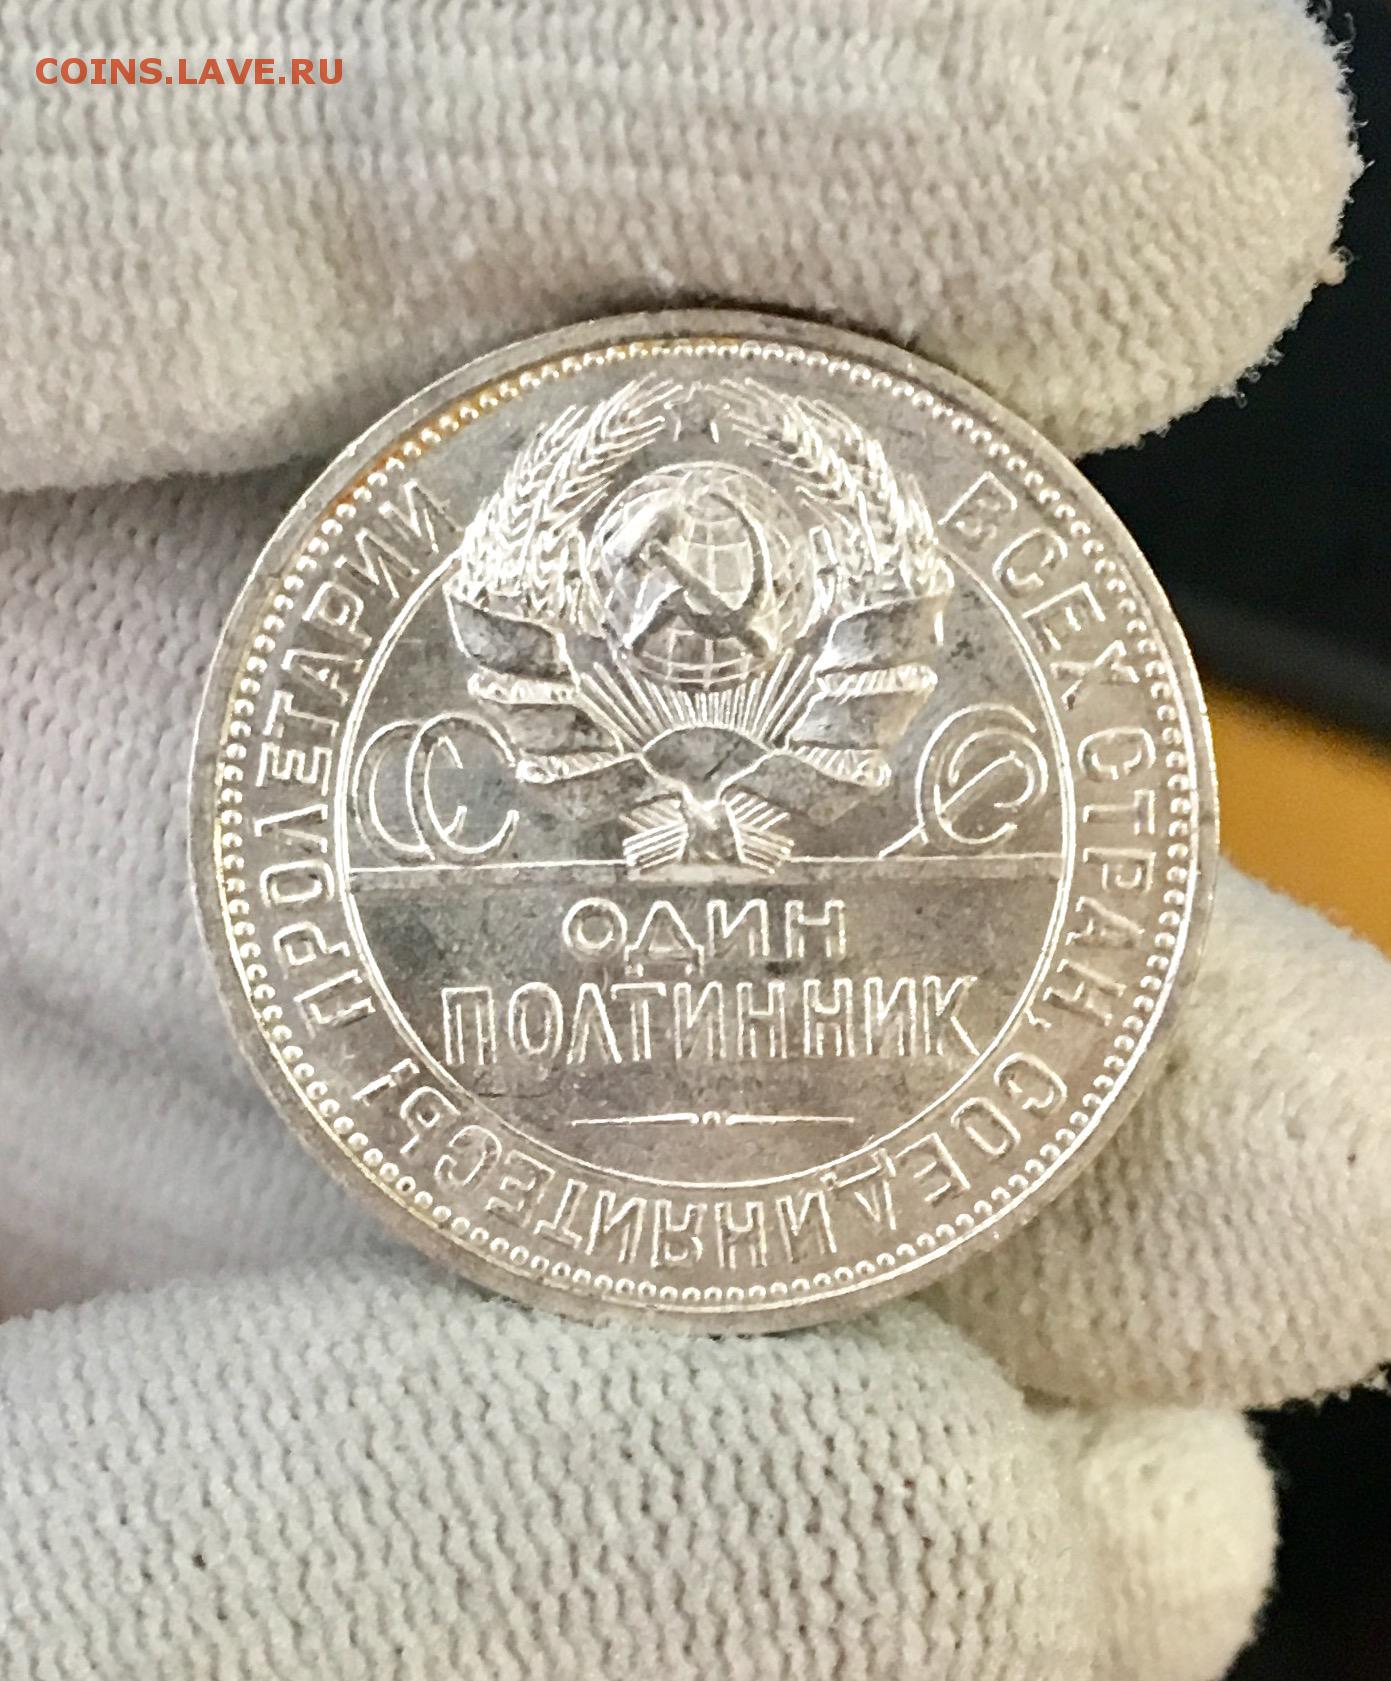 COINS.LAVE.RU
ПРОЛЕТАРИИ ВСЕХ СТРАН, СОЕДИНЯЙТЕСЬ!
СССР
ОДИН
ПОЛТИННИК